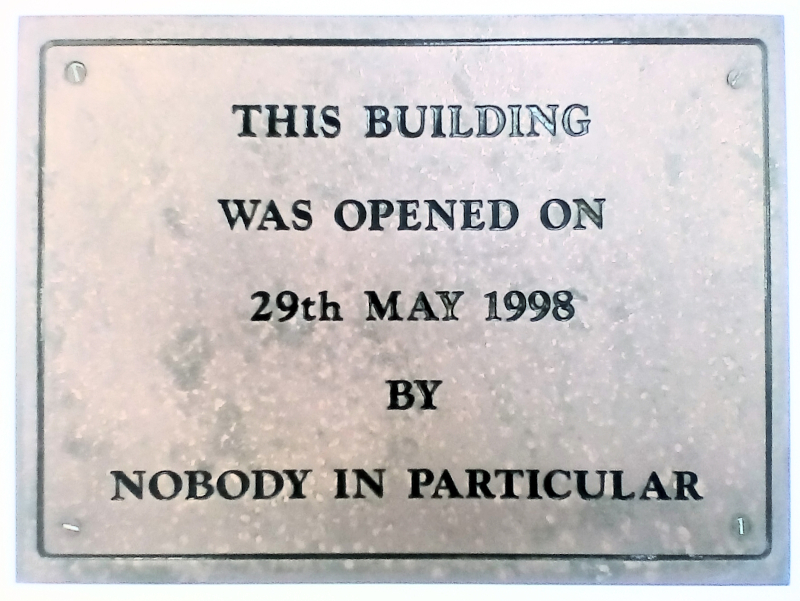 THIS BUILDING
WAS OPENED ON
29th MAY 1998
BY
NOBODY IN PARTICULAR